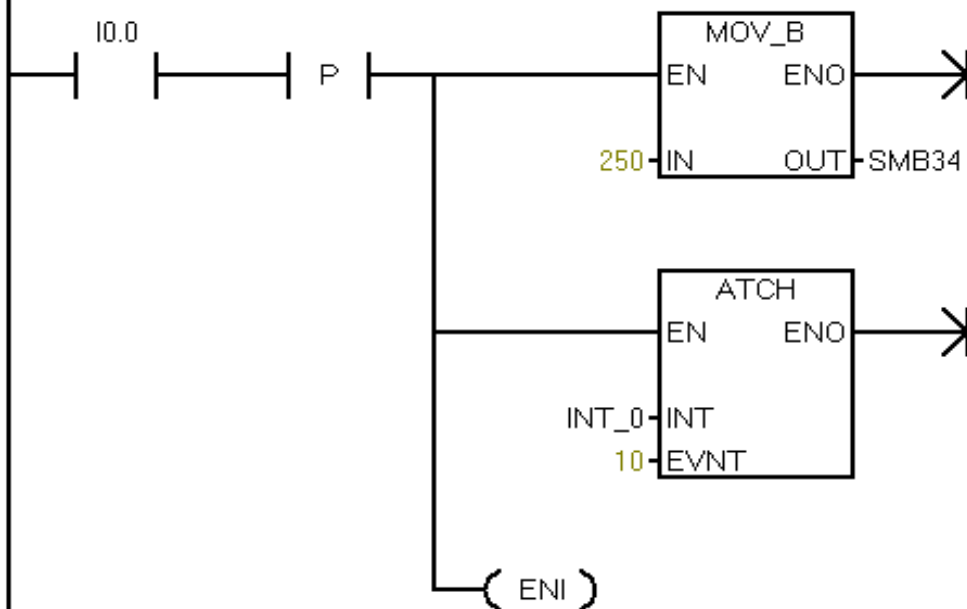 I0.0
P
MOV_B
EN ENO
250 IN OUT SMB34
ATCH
EN ENO
INT_0 INT
10 EVNT
ENI